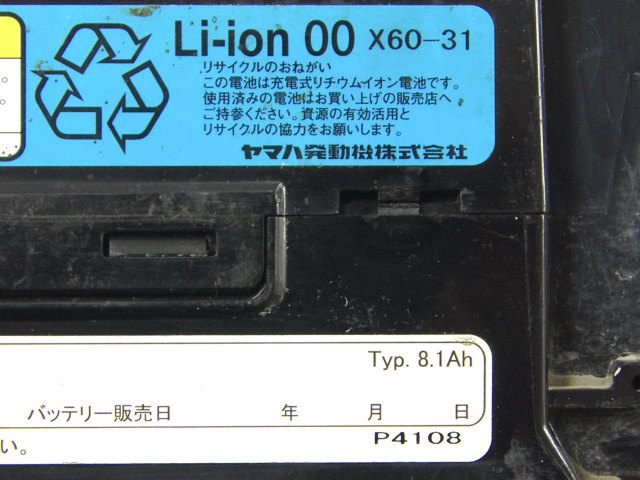 Li-ion 00 X60-31
リサイクルのおねがい
この電池は充電式リチウムイオン電池です。
使用済みの電池はお買い上げの販売店へ
ご持参ください。資源の有効活用と
リサイクルの協力をお願いします。
ヤマハ発動機株式会社
。
。
Typ. 8.1Ah
バッテリー販売日 年 月 日
い。
P4108